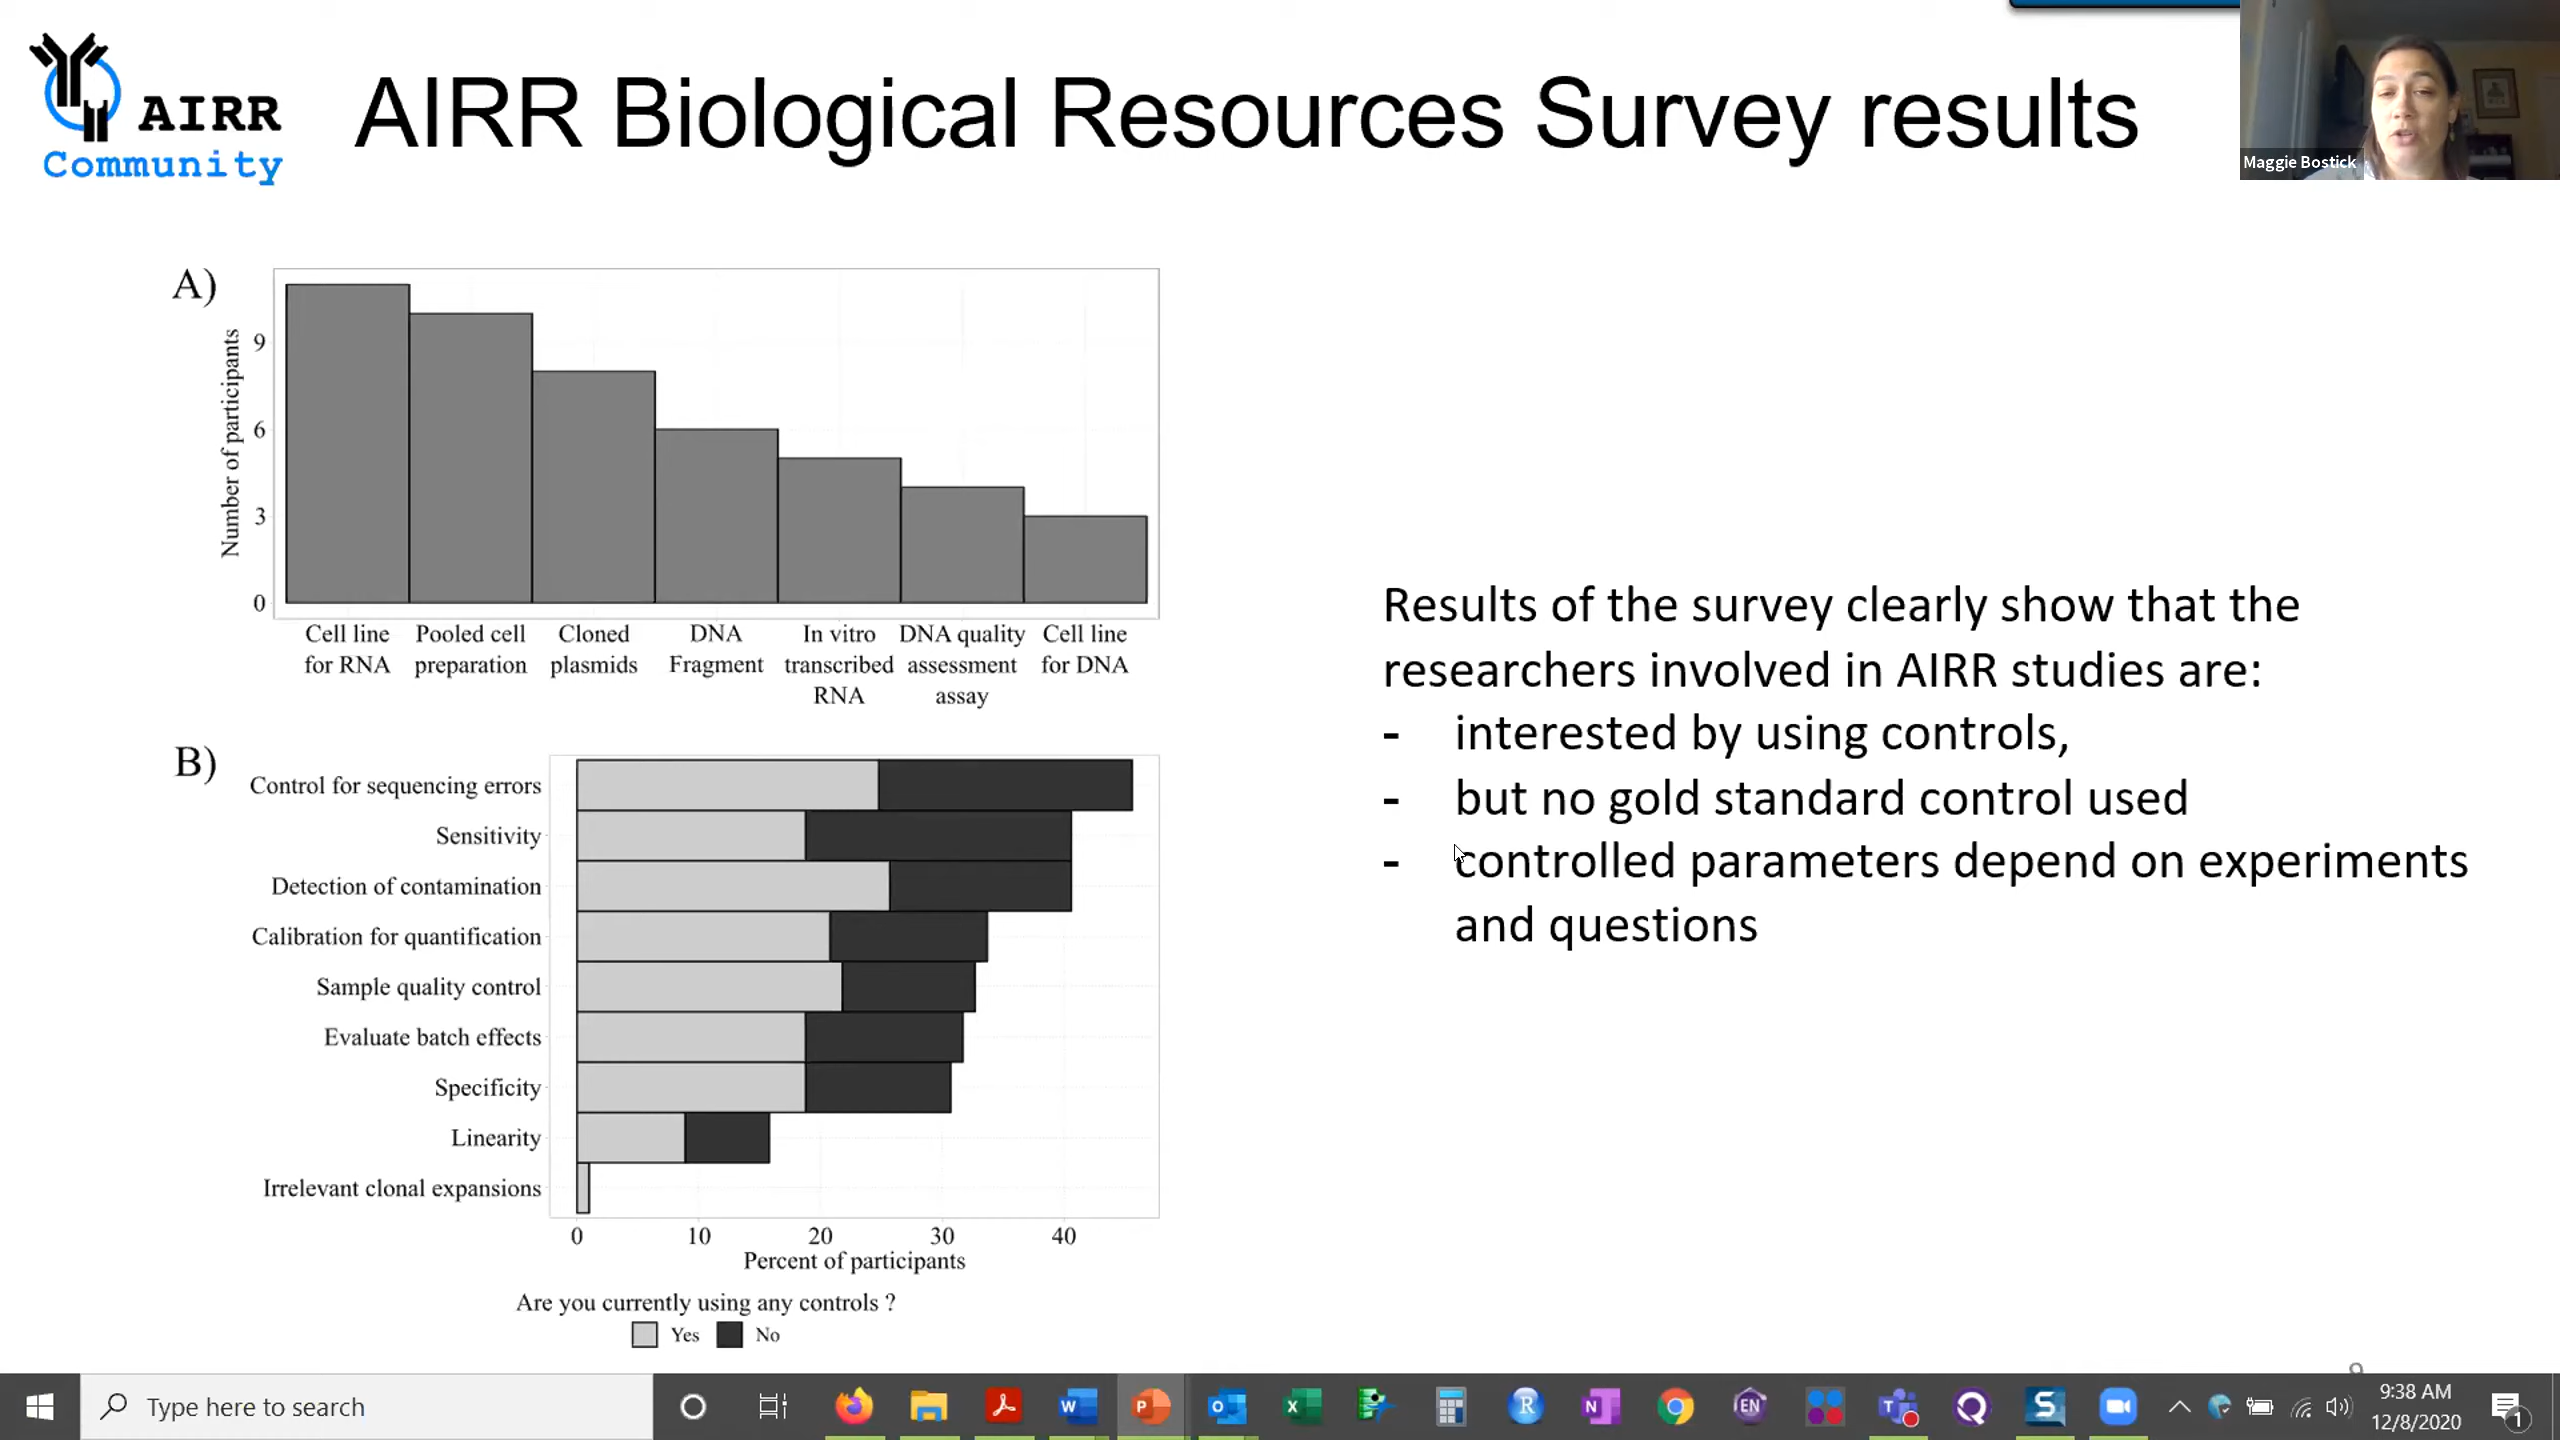 AIRR
Community
AIRR Biological Resources Survey results
Maggie Bostick
A)
Number of participants
9
6
3
0
Cell line
for RNA
Pooled cell
preparation
Cloned
plasmids
DNA
Fragment
In vitro
transcribed
RNA
DNA quality
assessment
assay
Cell line
for DNA
B)
Control for sequencing errors
Sensitivity
Detection of contamination
Calibration for quantification
Sample quality control
Evaluate batch effects
Specificity
Linearity
Irrelevant clonal expansions
0 10 20 30 40
Percent of participants
Are you currently using any controls ?
Yes No
Results of the survey clearly show that the
researchers involved in AIRR studies are:
- interested by using controls,
- but no gold standard control used
- controlled parameters depend on experiments
and questions
Type here to search
9:38 AM
12/8/2020
1